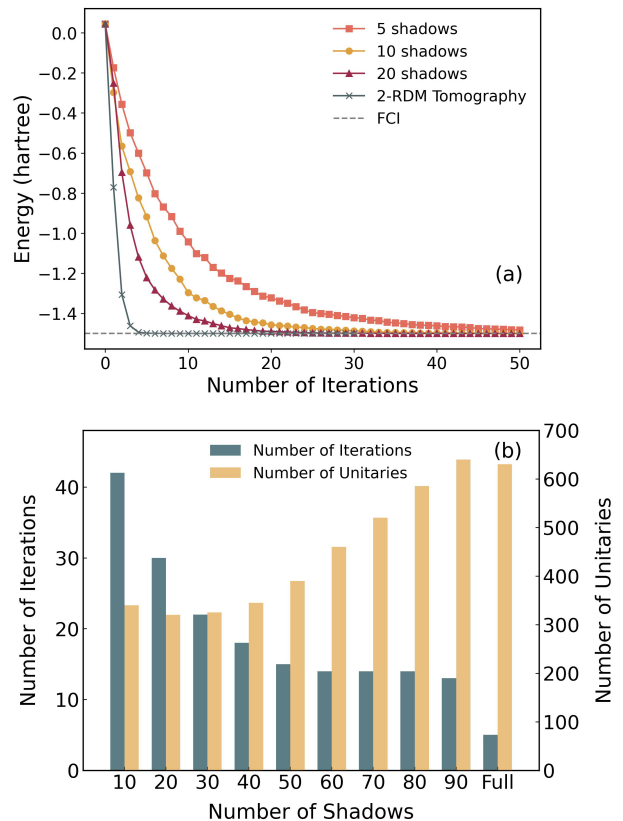 5 shadows
10 shadows
20 shadows
2-RDM Tomography
FCI
Energy (hartree)
0.0
−0.2
−0.4
−0.6
−0.8
−1.0
−1.2
−1.4
(a)
0 10 20 30 40 50
Number of Iterations
(b)
Number of Iterations
Number of Unitaries
Number of Iterations
40
30
20
10
0
700
600
500
400
300
200
100
0
Number of Unitaries
10 20 30 40 50 60 70 80 90 Full
Number of Shadows